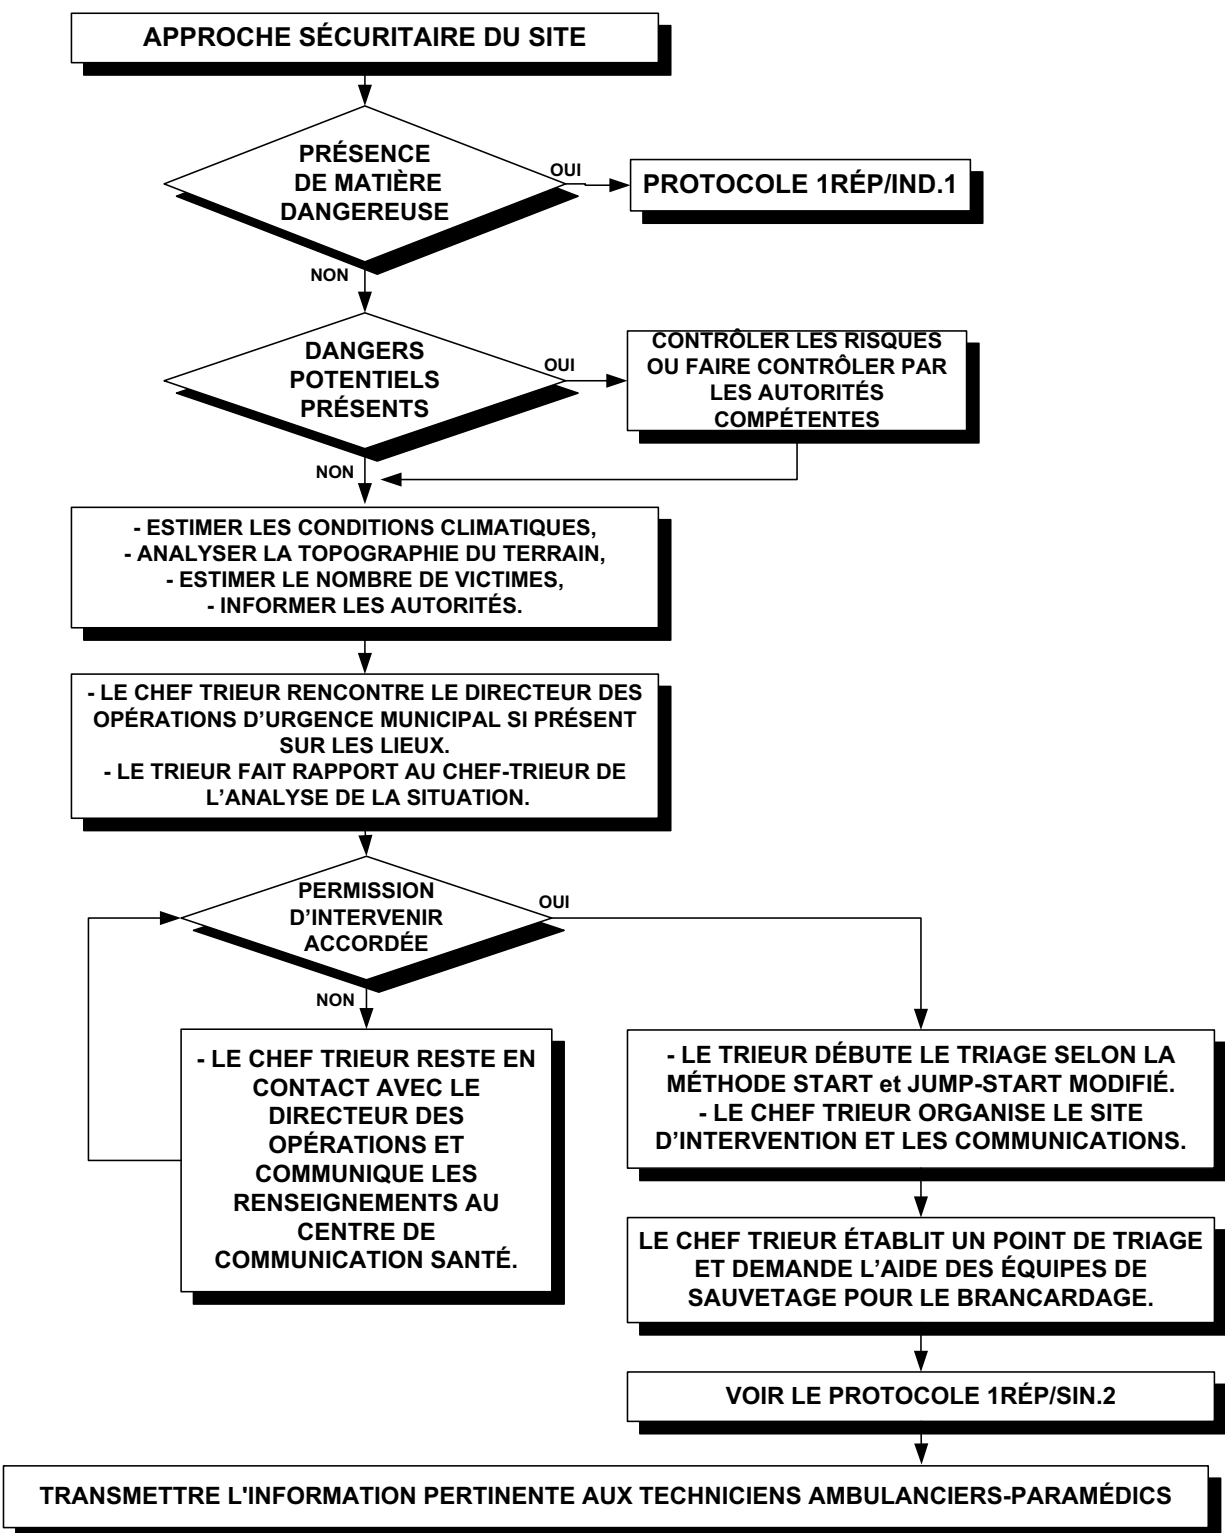 APPROCHE SÉCURITAIRE DU SITE
PRÉSENCE
DE MATIÈRE
DANGEREUSE
OUI
PROTOCOLE 1RÉP/IND.1
NON
DANGERS
POTENTIELS
PRÉSENTS
OUI
CONTRÔLER LES RISQUES
OU FAIRE CONTRÔLER PAR
LES AUTORITÉS
COMPÉTENTES
NON
- ESTIMER LES CONDITIONS CLIMATIQUES,
- ANALYSER LA TOPOGRAPHIE DU TERRAIN,
- ESTIMER LE NOMBRE DE VICTIMES,
- INFORMER LES AUTORITÉS.
- LE CHEF TRIEUR RENCONTRE LE DIRECTEUR DES
OPÉRATIONS D’URGENCE MUNICIPAL SI PRÉSENT
SUR LES LIEUX.
- LE TRIEUR FAIT RAPPORT AU CHEF-TRIEUR DE
L’ANALYSE DE LA SITUATION.
PERMISSION
D’INTERVENIR
ACCORDÉE
OUI
NON
- LE CHEF TRIEUR RESTE EN
CONTACT AVEC LE
DIRECTEUR DES
OPÉRATIONS ET
COMMUNIQUE LES
RENSEIGNEMENTS AU
CENTRE DE
COMMUNICATION SANTÉ.
- LE TRIEUR DÉBUTE LE TRIAGE SELON LA
MÉTHODE START et JUMP-START MODIFIÉ.
- LE CHEF TRIEUR ORGANISE LE SITE
D’INTERVENTION ET LES COMMUNICATIONS.
LE CHEF TRIEUR ÉTABLIT UN POINT DE TRIAGE
ET DEMANDE L’AIDE DES ÉQUIPES DE
SAUVETAGE POUR LE BRANCARDAGE.
VOIR LE PROTOCOLE 1RÉP/SIN.2
TRANSMETTRE L'INFORMATION PERTINENTE AUX TECHNICIENS AMBULANCIERS-PARAMÉDICS